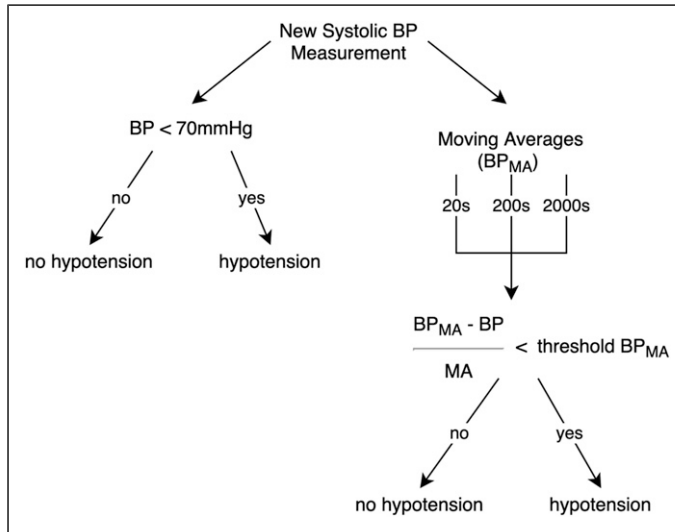 New Systolic BP
Measurement
BP < 70mmHg
no
yes
no hypotension
hypotension
Moving Averages
(BPMA)
20s
200s
2000s
BPMA - BP
MA
< threshold BPMA
no
yes
no hypotension
hypotension